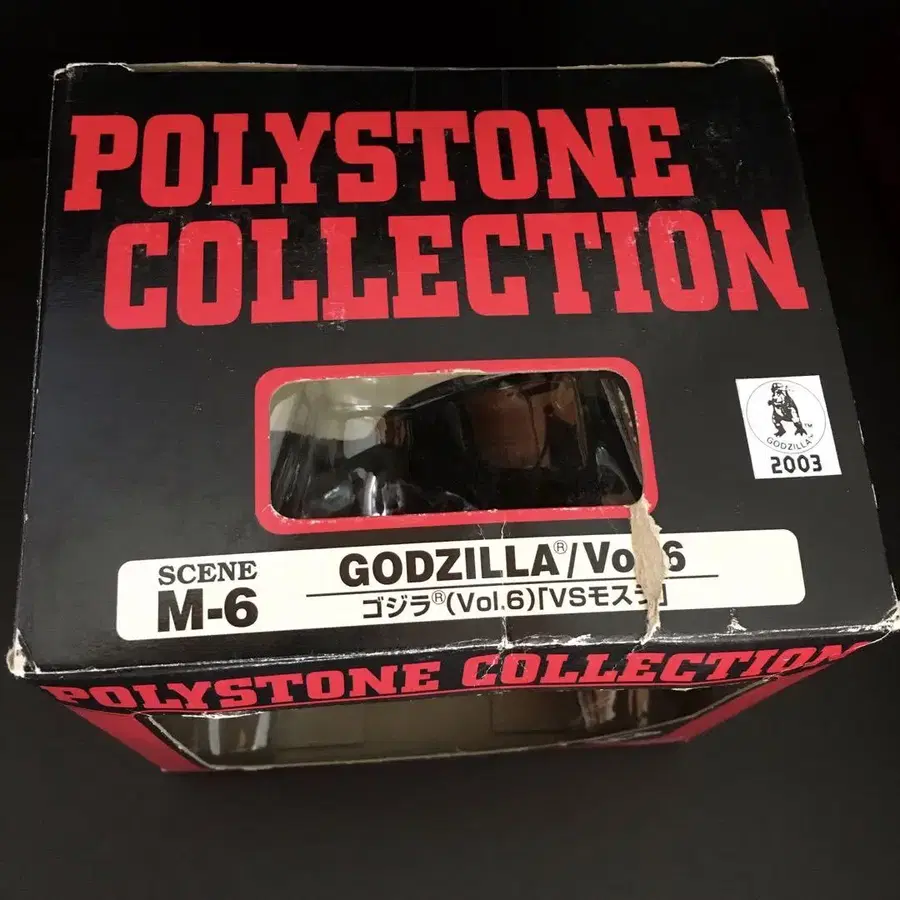 POLYSTONE
COLLECTION
GODZILLA™
2003
SCENE
M-6
GODZILLA®/Vol.6
ゴジラ®(Vol.6)「VSモスラ」
POLYSTONE COLLECTION